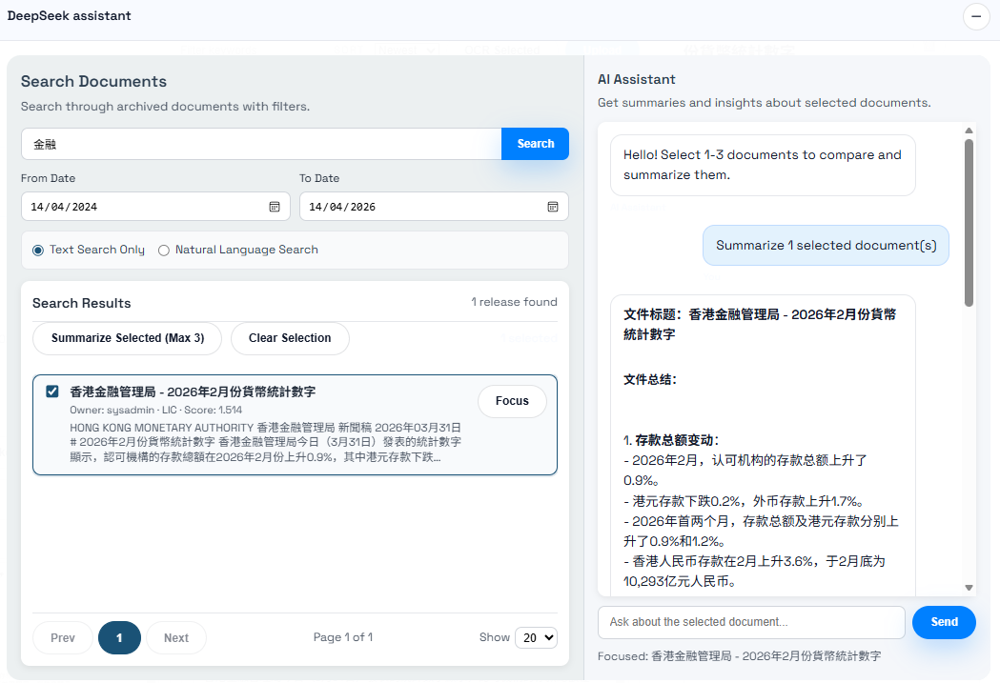 DeepSeek assistant
Search Documents
Search through archived documents with filters.
金融
Search
From Date
To Date
14/04/2024
14/04/2026
Text Search Only
Natural Language Search
Search Results
1 release found
Summarize Selected (Max 3)
Clear Selection
香港金融管理局 - 2026年2月份貨幣統計數字
Owner: sysadmin · LIC · Score: 1.514
HONG KONG MONETARY AUTHORITY 香港金融管理局 新聞稿 2026年03月31日
# 2026年2月份貨幣統計數字 香港金融管理局今日（3月31日）發表的統計數字
顯示，認可機構的存款總額在2026年2月份上升0.9%，其中港元存款下跌...
Focus
Prev
1
Next
Page 1 of 1
Show
20
AI Assistant
Get summaries and insights about selected documents.
Hello! Select 1-3 documents to compare and
summarize them.
Summarize 1 selected document(s)
文件标题：香港金融管理局 - 2026年2月份貨幣
統計數字
文件总结：
1. 存款总额变动：
- 2026年2月，认可机构的存款总额上升了
0.9%。
- 港元存款下跌0.2%，外币存款上升1.7%。
- 2026年首两个月，存款总额及港元存款分别上
升了0.9%和1.2%。
- 香港人民币存款在2月上升3.6%，于2月底为
10,293亿元人民币。
Ask about the selected document...
Send
Focused: 香港金融管理局 - 2026年2月份貨幣統計數字